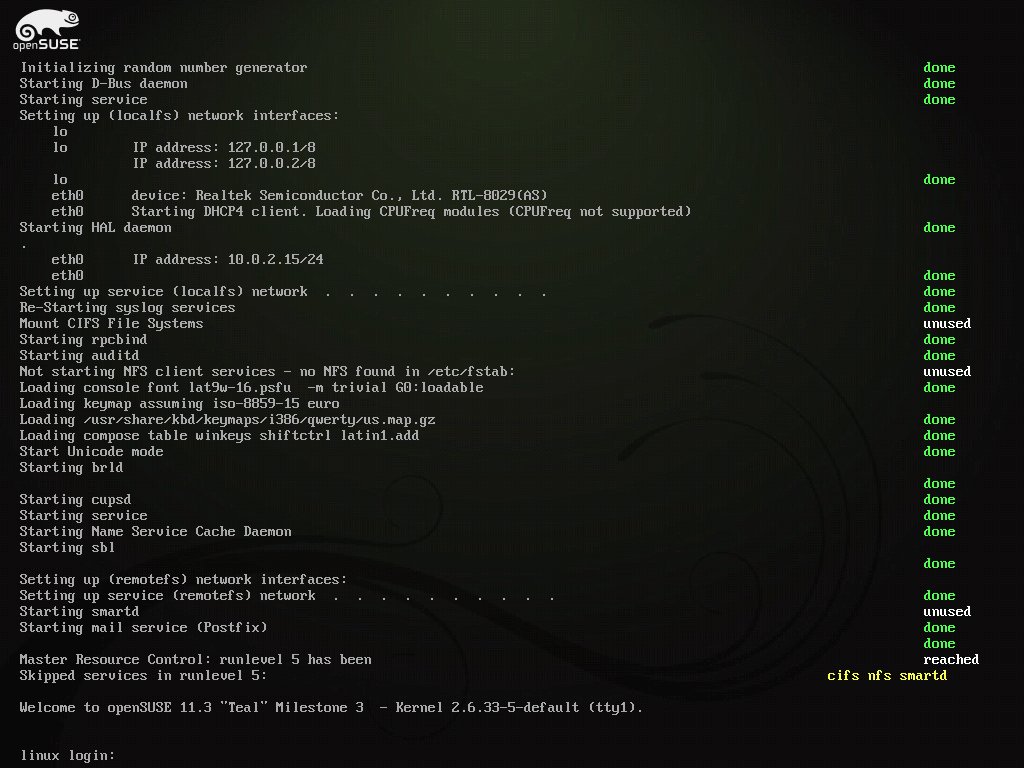 openSUSE
Initializing random number generator done
Starting D-Bus daemon done
Starting service done
Setting up (localfs) network interfaces:
lo
lo IP address: 127.0.0.1/8
IP address: 127.0.0.2/8
lo done
eth0 device: Realtek Semiconductor Co., Ltd. RTL-8029(AS)
eth0 Starting DHCP4 client. Loading CPUFreq modules (CPUFreq not supported)
Starting HAL daemon done
.
eth0 IP address: 10.0.2.15/24
eth0 done
Setting up service (localfs) network . . . . . . . . . . done
Re-Starting syslog services done
Mount CIFS File Systems unused
Starting rpcbind done
Starting auditd done
Not starting NFS client services - no NFS found in /etc/fstab: unused
Loading console font lat9w-16.psfu -m trivial G0:loadable done
Loading keymap assuming iso-8859-15 euro
Loading /usr/share/kbd/keymaps/i386/qwerty/us.map.gz done
Loading compose table winkeys shiftctrl latin1.add done
Start Unicode mode done
Starting brld
done
Starting cupsd done
Starting service done
Starting Name Service Cache Daemon done
Starting sbl
done
Setting up (remotefs) network interfaces:
Setting up service (remotefs) network . . . . . . . . . . done
Starting smartd unused
Starting mail service (Postfix) done
done
Master Resource Control: runlevel 5 has been reached
Skipped services in runlevel 5: cifs nfs smartd
Welcome to openSUSE 11.3 "Teal" Milestone 3 - Kernel 2.6.33-5-default (tty1).
linux login: